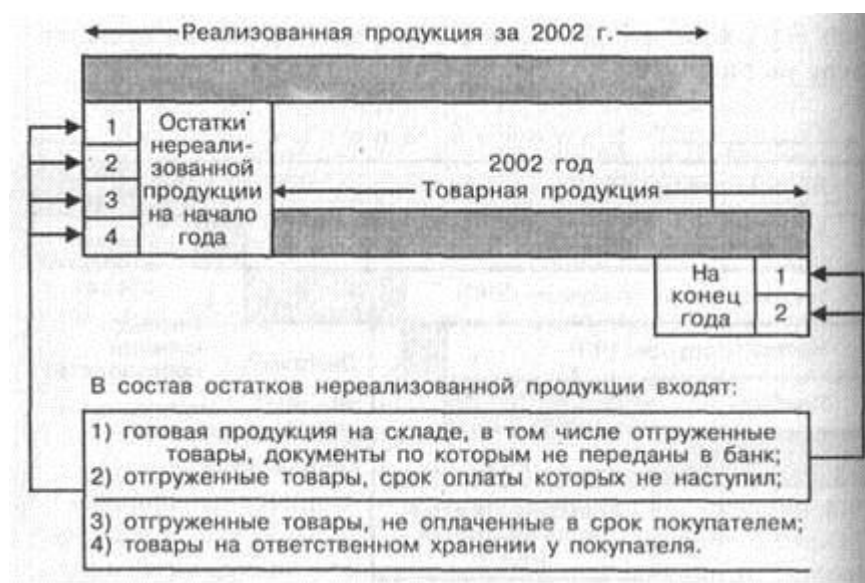 Реализованная продукция за 2002 г.
1
2
3
4
Остатки
нереали-
зованной
продукции
на начало
года
2002 год
Товарная продукция
На
конец
года
1
2
В состав остатков нереализованной продукции входят:
1) готовая продукция на складе, в том числе отгруженные
товары, документы по которым не переданы в банк;
2) отгруженные товары, срок оплаты которых не наступил;
3) отгруженные товары, не оплаченные в срок покупателем;
4) товары на ответственном хранении у покупателя.